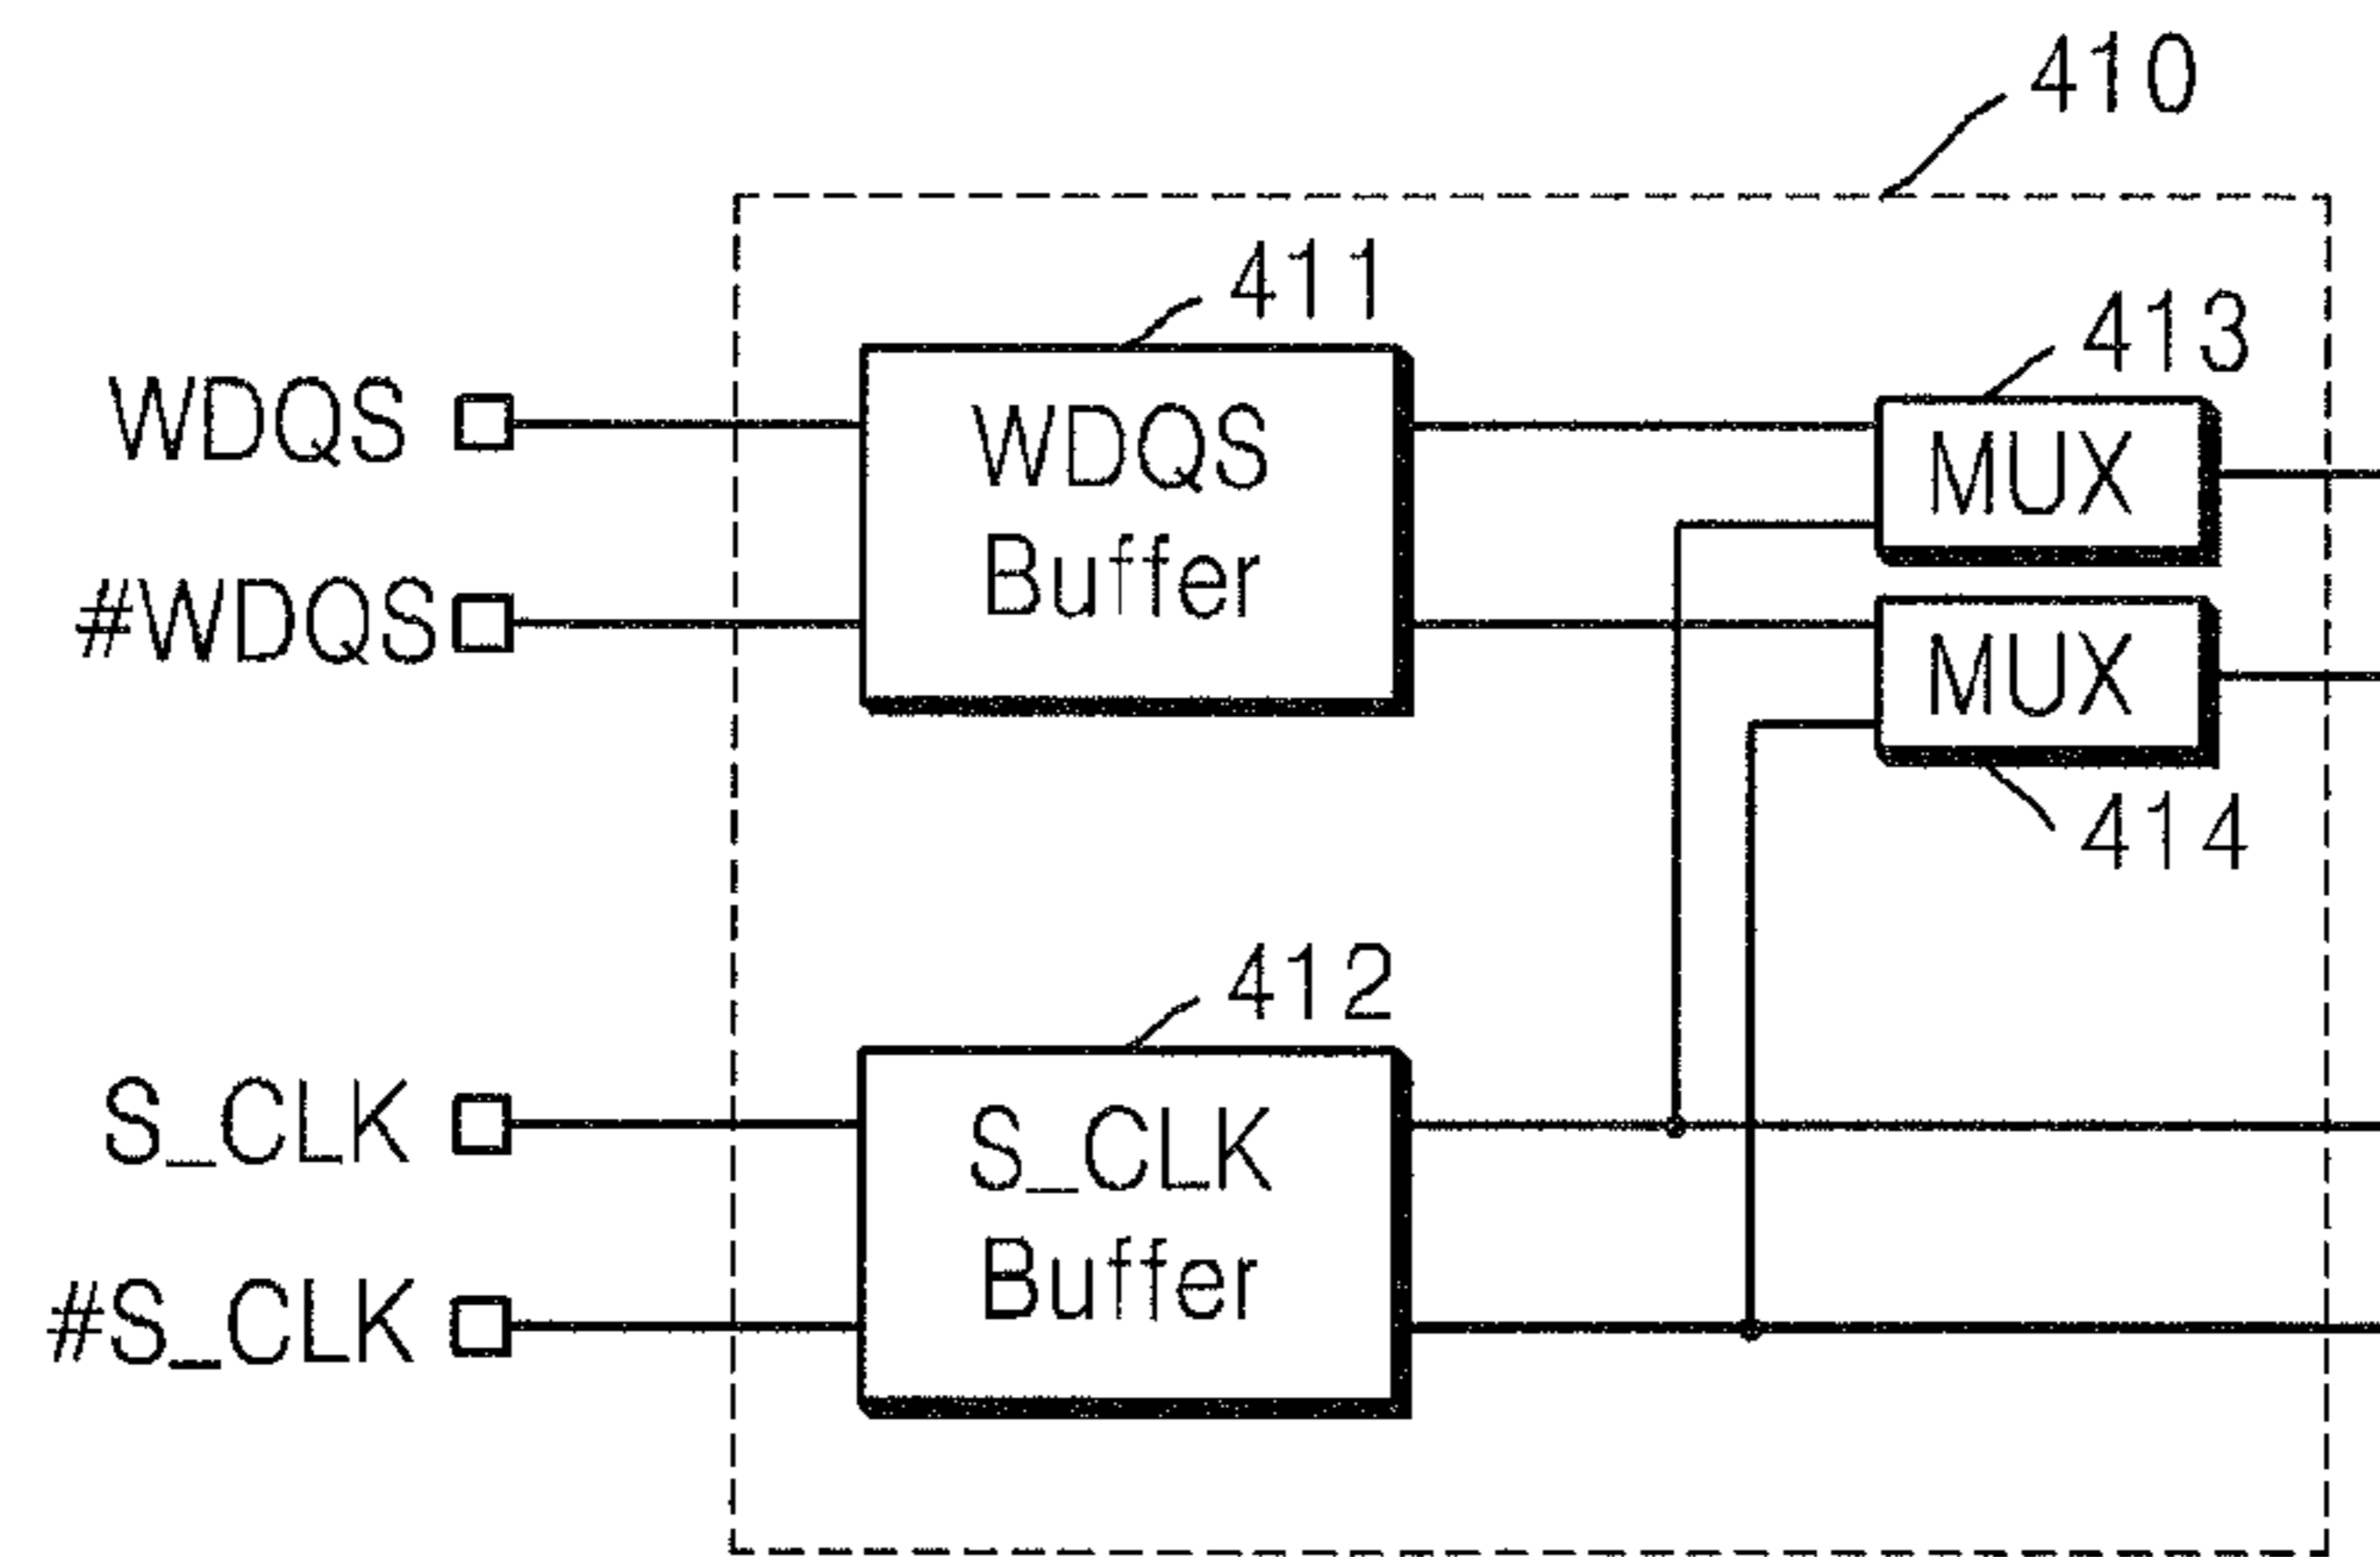 410
411
413
WDQS
WDQS
Buffer
MUX
#WDQS
MUX
414
412
S_CLK
S_CLK
Buffer
#S_CLK